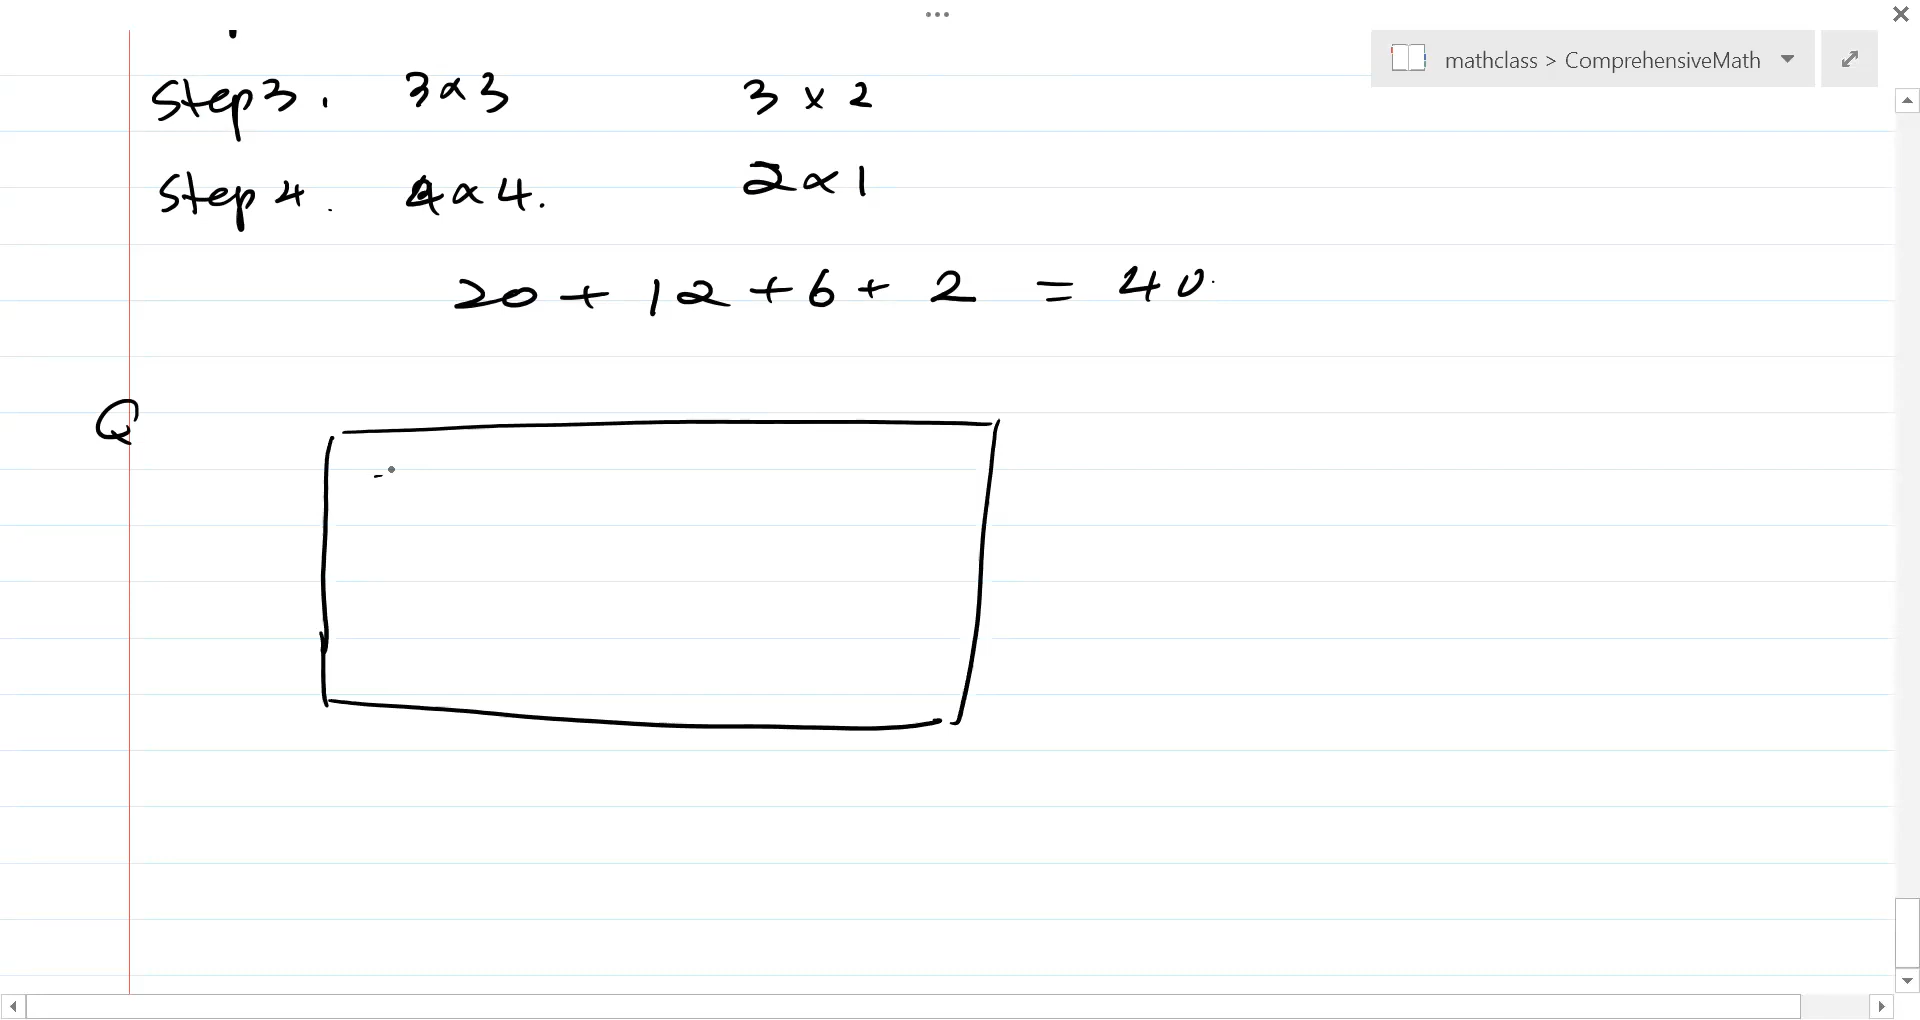 mathclass > ComprehensiveMath
Step 3. 3 x 3 3 x 2
Step 4. 4 x 4. 2 x 1
20 + 12 + 6 + 2 = 40.
Q